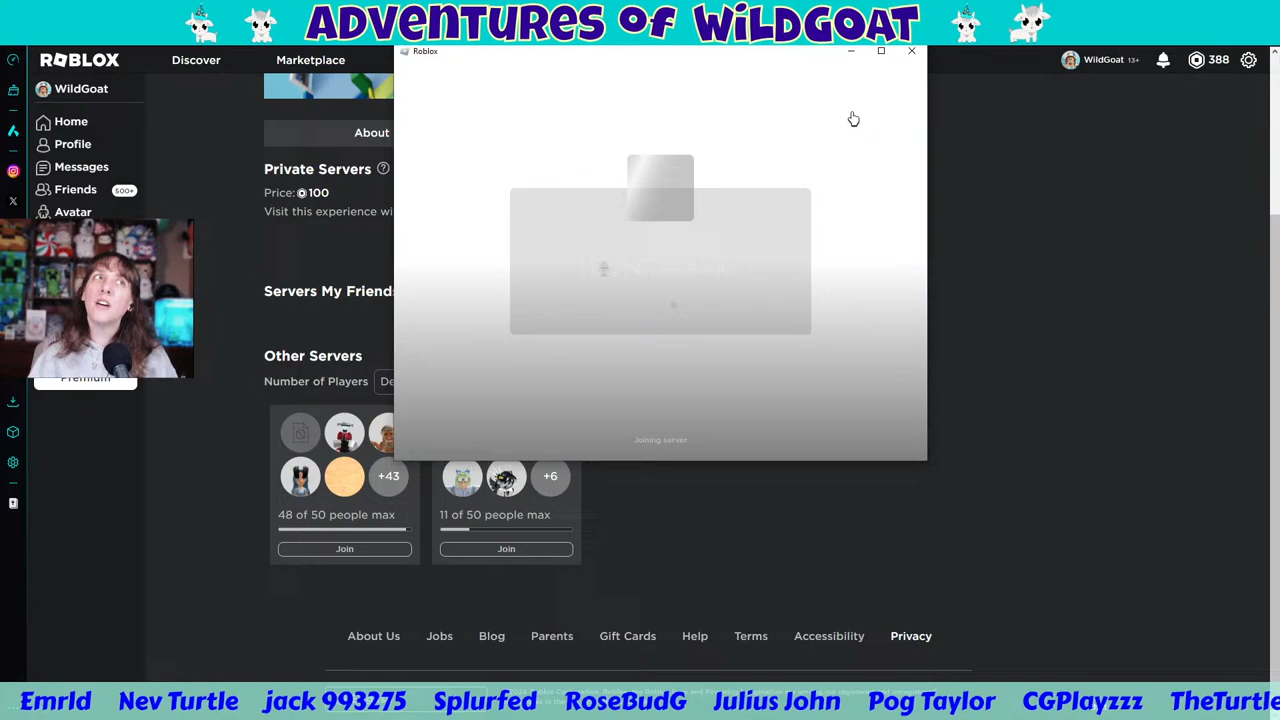 ADVENTURES OF WILDGOAT
Roblox
ROBLOX
Discover
Marketplace
WildGoat 13+
388
WildGoat
Home
Profile
Messages
Friends
500+
Avatar
Premium
About
Private Servers
Price: 100
Visit this experience wi
Servers My Friends
Other Servers
Number of Players
De
+43
48 of 50 people max
Join
+6
11 of 50 people max
Join
Joining server
About Us
Jobs
Blog
Parents
Gift Cards
Help
Terms
Accessibility
Privacy
Emrld Nev Turtle jack 993275 Splurfed RoseBudG Julius John Pog Taylor CGPlayzzz TheTurtle